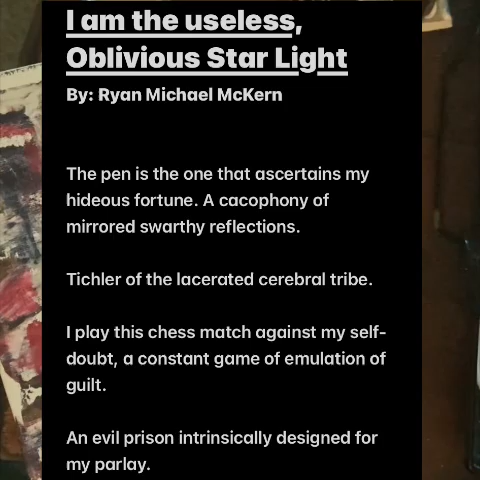 I am the useless,
Oblivious Star Light
By: Ryan Michael McKern
The pen is the one that ascertains my
hideous fortune. A cacophony of
mirrored swarthy reflections.
Tichler of the lacerated cerebral tribe.
I play this chess match against my self-
doubt, a constant game of emulation of
guilt.
An evil prison intrinsically designed for
my parlay.